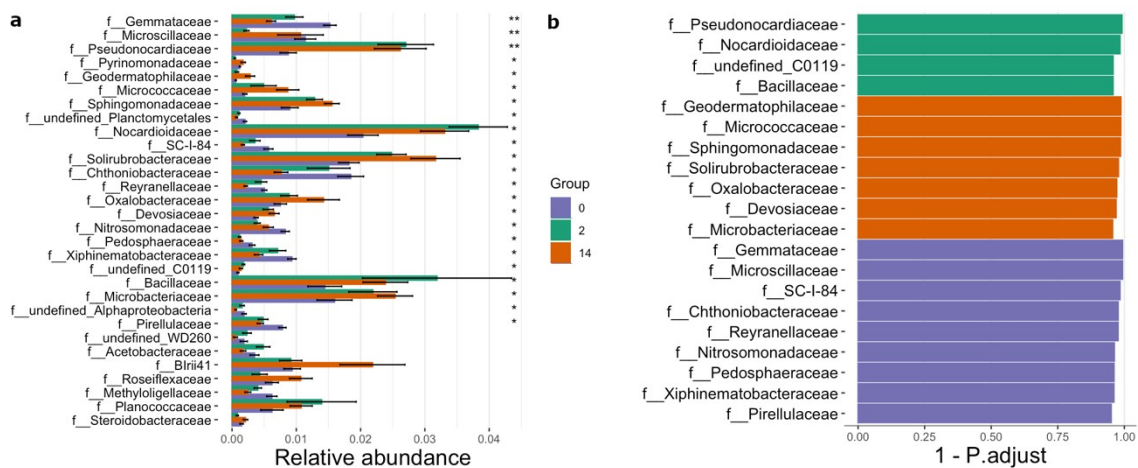 a
f__Gemmataceae **
f__Microscillaceae **
f__Pseudonocardiaceae **
f__Pyrinomonadaceae *
f__Geodermatophilaceae *
f__Micrococcaceae *
f__Sphingomonadaceae *
f__undefined_Planctomycetales *
f__Nocardioidaceae *
f__SC-I-84 *
f__Solirubrobacteraceae *
f__Chthoniobacteraceae *
f__Reyranellaceae *
f__Oxalobacteraceae *
f__Devosiaceae *
f__Nitrosomonadaceae *
f__Pedosphaeraceae *
f__Xiphinematobacteraceae *
f__undefined_C0119 *
f__Bacillaceae *
f__Microbacteriaceae *
f__undefined_Alphaproteobacteria *
f__Pirellulaceae *
f__undefined_WD260
f__Acetobacteraceae
f__BIrii41
f__Roseiflexaceae
f__Methyloligellaceae
f__Planococcaceae
f__Steroidobacteraceae
0.00 0.01 0.02 0.03 0.04
Relative abundance
Group
0
2
14
b
f__Pseudonocardiaceae
f__Nocardioidaceae
f__undefined_C0119
f__Bacillaceae
f__Geodermatophilaceae
f__Micrococcaceae
f__Sphingomonadaceae
f__Solirubrobacteraceae
f__Oxalobacteraceae
f__Devosiaceae
f__Microbacteriaceae
f__Gemmataceae
f__Microscillaceae
f__SC-I-84
f__Chthoniobacteraceae
f__Reyranellaceae
f__Nitrosomonadaceae
f__Pedosphaeraceae
f__Xiphinematobacteraceae
f__Pirellulaceae
0.00 0.25 0.50 0.75 1.00
1 - P.adjust